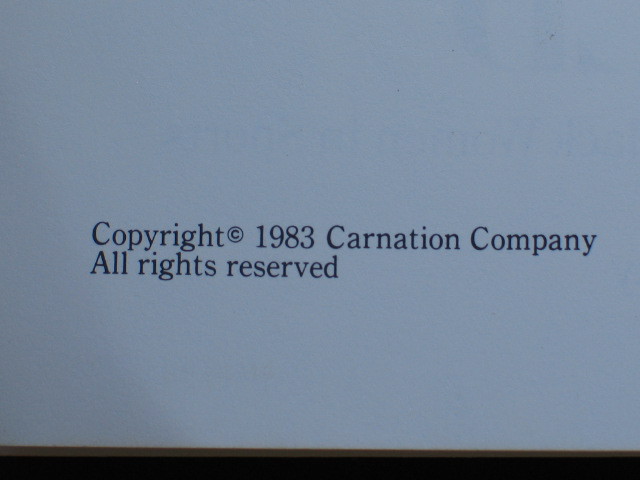 Copyright© 1983 Carnation Company
All rights reserved